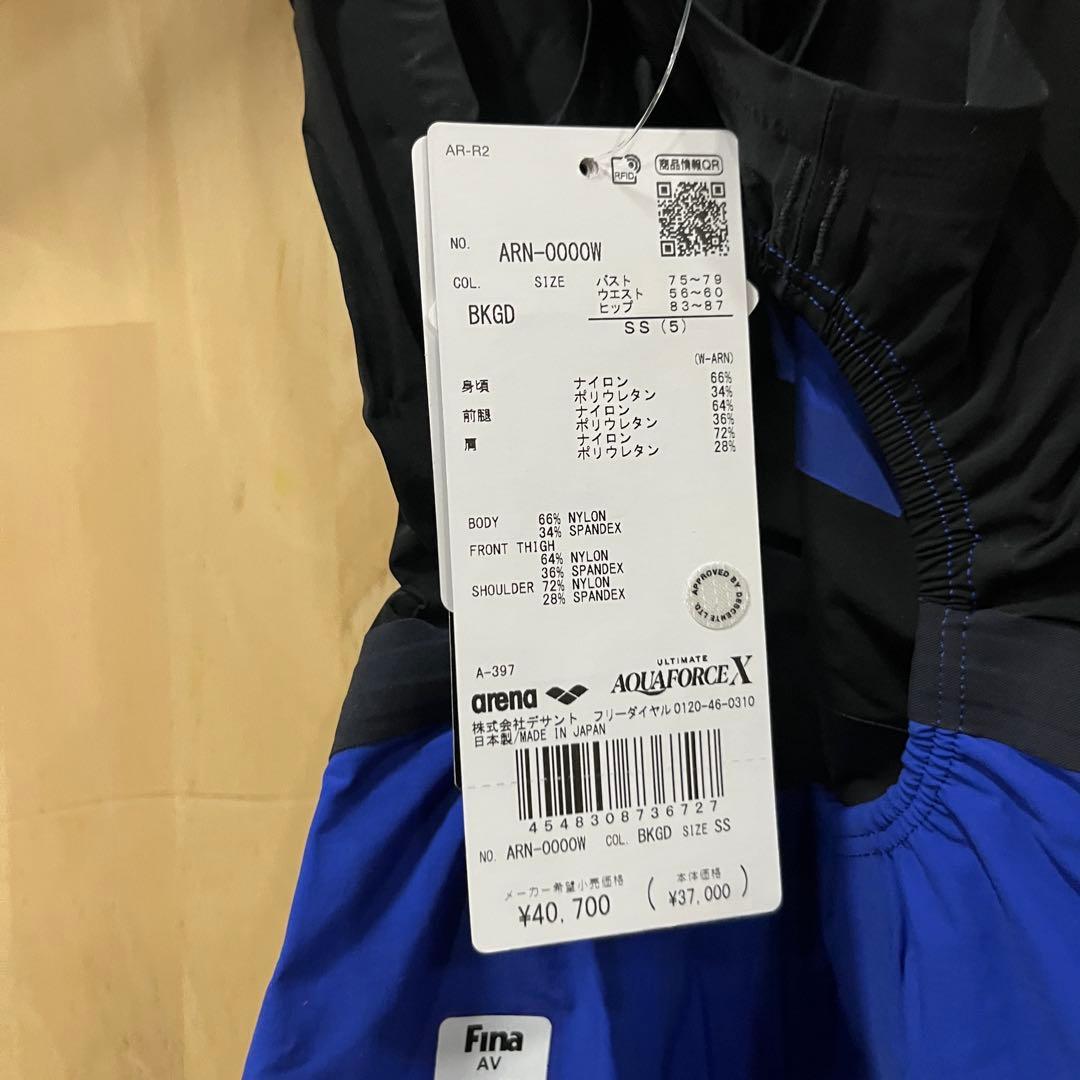 AR-R2
RFID
商品情報QR
NO. ARN-0000W
COL. SIZE バスト 75～79
ウエスト 56～60
ヒップ 83～87
BKGD SS (5)
(W-ARN)
身頃 ナイロン 66%
ポリウレタン 34%
前腿 ナイロン 64%
ポリウレタン 36%
肩 ナイロン 72%
ポリウレタン 28%
BODY 66% NYLON
34% SPANDEX
FRONT THIGH
64% NYLON
36% SPANDEX
SHOULDER 72% NYLON
28% SPANDEX
APPROVED BY DESCENTE LTD.
A-397
arena
ULTIMATE
AQUAFORCE X
株式会社デサント フリーダイヤル 0120-46-0310
日本製/MADE IN JAPAN
4548308736727
NO. ARN-0000W COL. BKGD SIZE SS
メーカー希望小売価格 本体価格
¥40,700 (¥37,000)
Fina
AV